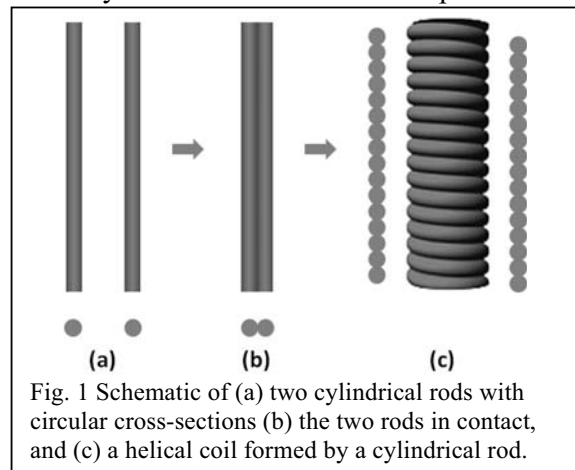 (a)
(b)
(c)
Fig. 1 Schematic of (a) two cylindrical rods with
circular cross-sections (b) the two rods in contact,
and (c) a helical coil formed by a cylindrical rod.